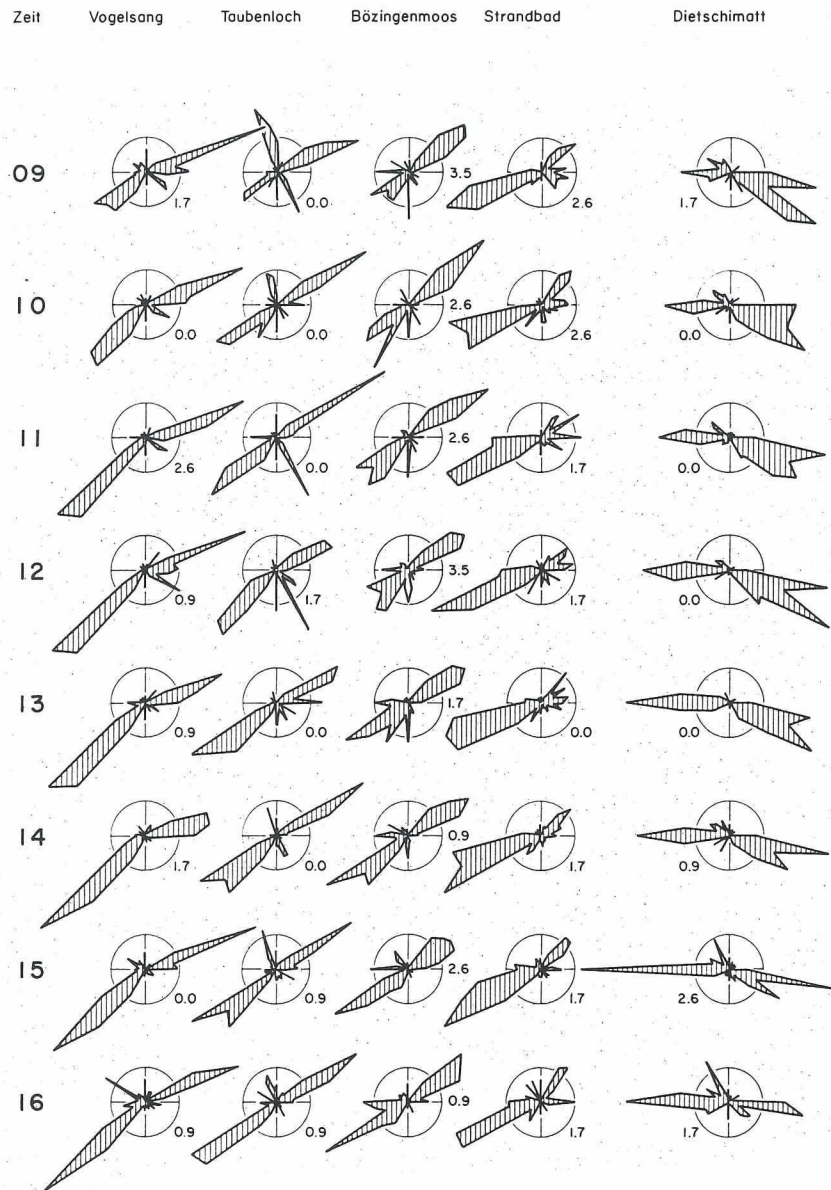 Zeit Vogelsang Taubenloch Bözingenmoos Strandbad Dietschimatt
09 1.7 0.0 3.5 2.6 1.7
10 0.0 0.0 2.6 2.6 0.0
11 2.6 0.0 2.6 1.7 0.0
12 0.9 1.7 3.5 1.7 0.0
13 0.9 0.0 1.7 0.0 0.0
14 1.7 0.0 0.9 1.7 0.9
15 0.0 0.9 2.6 1.7 2.6
16 0.9 0.9 0.9 1.7 1.7